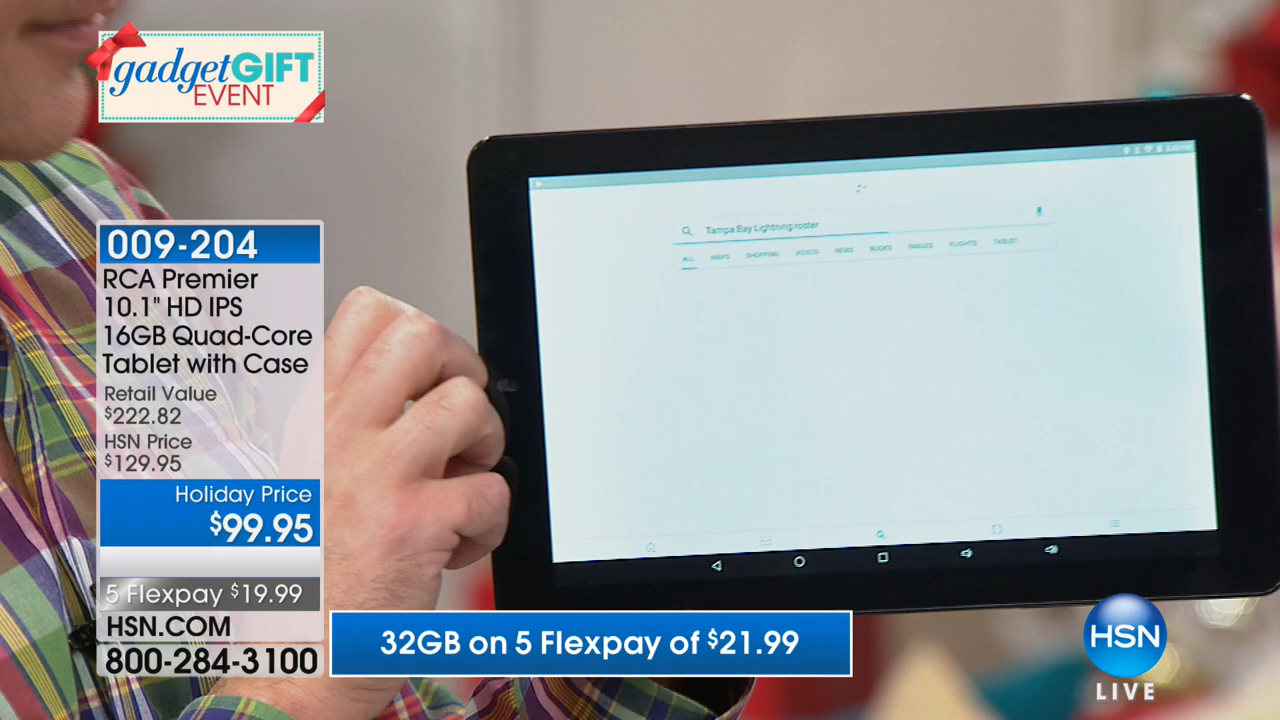 gadgetGIFT
EVENT
009-204
RCA Premier
10.1" HD IPS
16GB Quad-Core
Tablet with Case
Retail Value
$222.82
HSN Price
$129.95
Holiday Price
$99.95
5 Flexpay $19.99
HSN.COM
800-284-3100
Tampa Bay Lightning roster
ALL MAPS SHOPPING VIDEOS NEWS BOOKS IMAGES FLIGHTS TABLET
32GB on 5 Flexpay of $21.99
HSN
LIVE